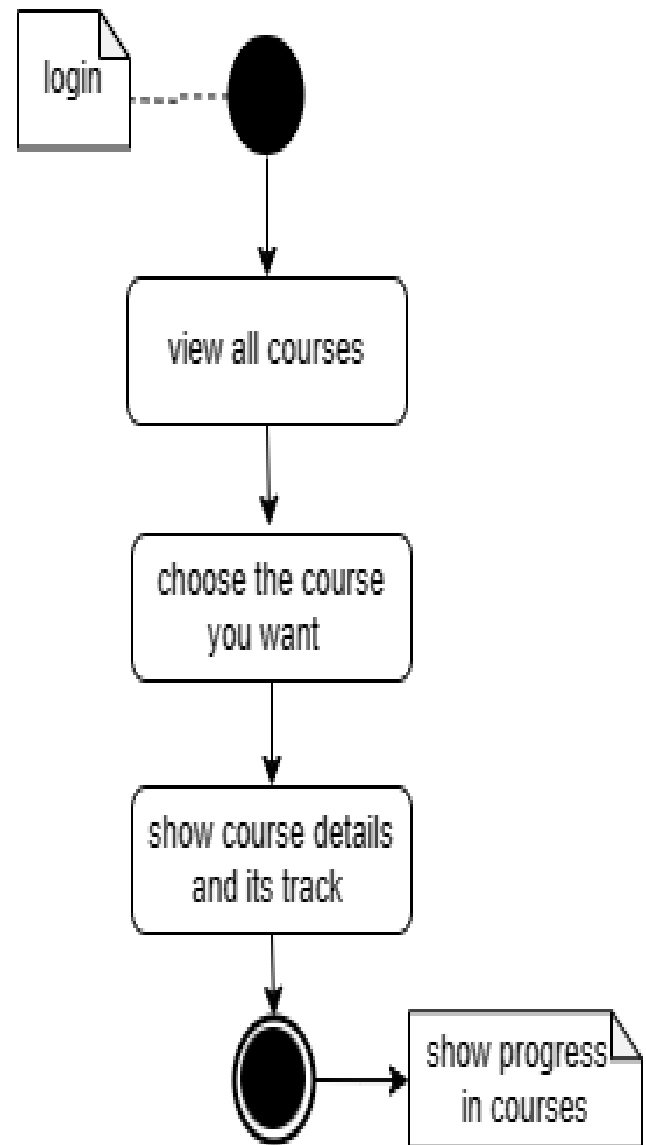 login
view all courses
choose the course
you want
show course details
and its track
show progress
in courses